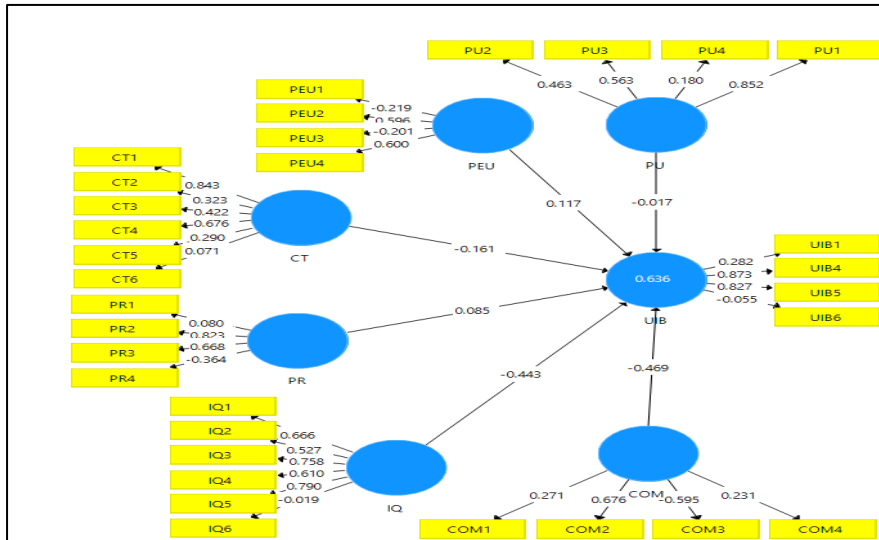 PU2 PU3 PU4 PU1
0.463 0.563 0.180 0.852
PU
PEU1
PEU2
PEU3
PEU4
-0.219
0.596
-0.201
0.600
PEU
CT1
CT2
CT3
CT4
CT5
CT6
0.843
0.323
0.422
0.676
0.290
0.071
CT
0.117
-0.017
-0.161
0.085
-0.443
-0.469
0.636
UIB
0.282
0.873
0.827
-0.055
UIB1
UIB4
UIB5
UIB6
PR1
PR2
PR3
PR4
0.080
0.823
0.668
-0.364
PR
IQ1
IQ2
IQ3
IQ4
IQ5
IQ6
0.666
0.527
0.758
0.610
0.790
-0.019
IQ
COM
0.271 0.676 -0.595 0.231
COM1 COM2 COM3 COM4